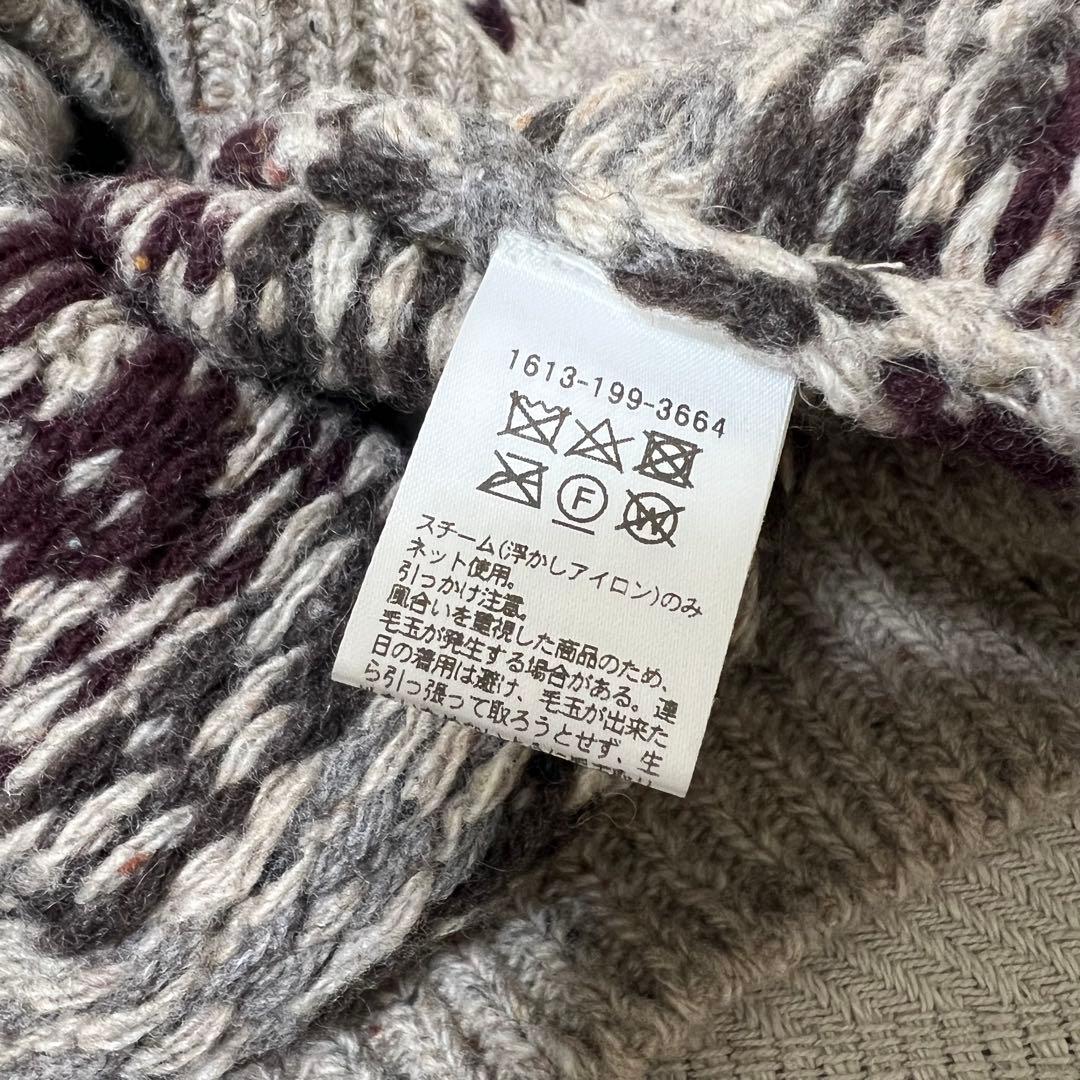 1613-199-3664
F
W
スチーム(浮かしアイロン)のみ
ネット使用。
引っかけ注意。
風合いを重視した商品のため、
毛玉が発生する場合がある。連
日の着用は避け、毛玉が出来た
ら引っ張って取ろうとせず、生